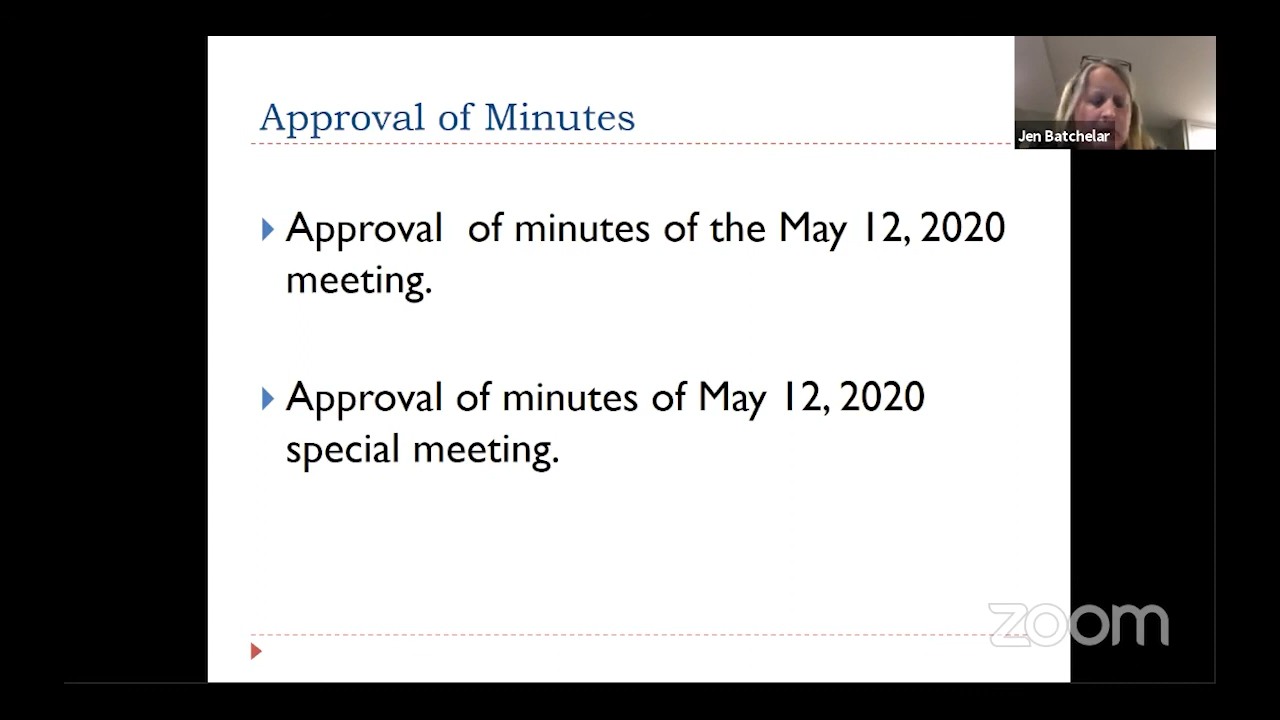 Approval of Minutes
Jen Batchelar
Approval of minutes of the May 12, 2020
meeting.
Approval of minutes of May 12, 2020
special meeting.
zoom